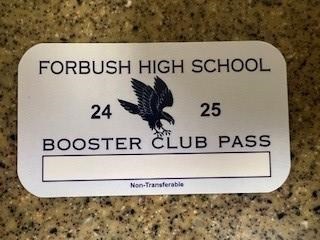 FORBUSH HIGH SCHOOL
24 25
BOOSTER CLUB PASS
Non-Transferable